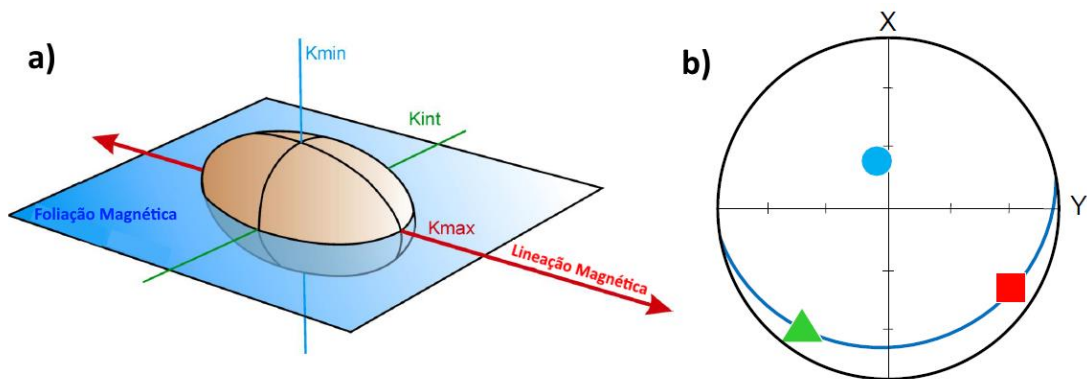 a)
Kmin
Kint
Foliação Magnética
Kmax
Lineação Magnética
b)
X
Y